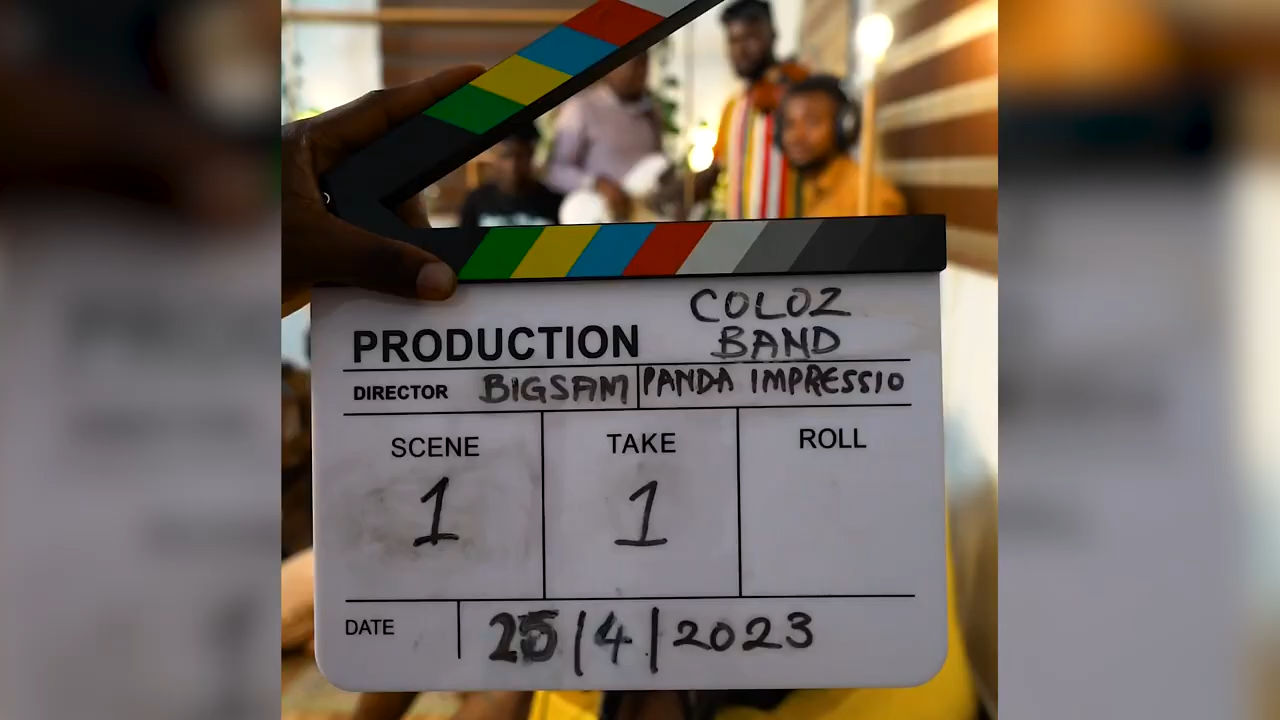 COLOZ
PRODUCTION BAND
DIRECTOR BIGSAM PANDA IMPRESSIO
SCENE TAKE ROLL
1 1
DATE 25/4/2023